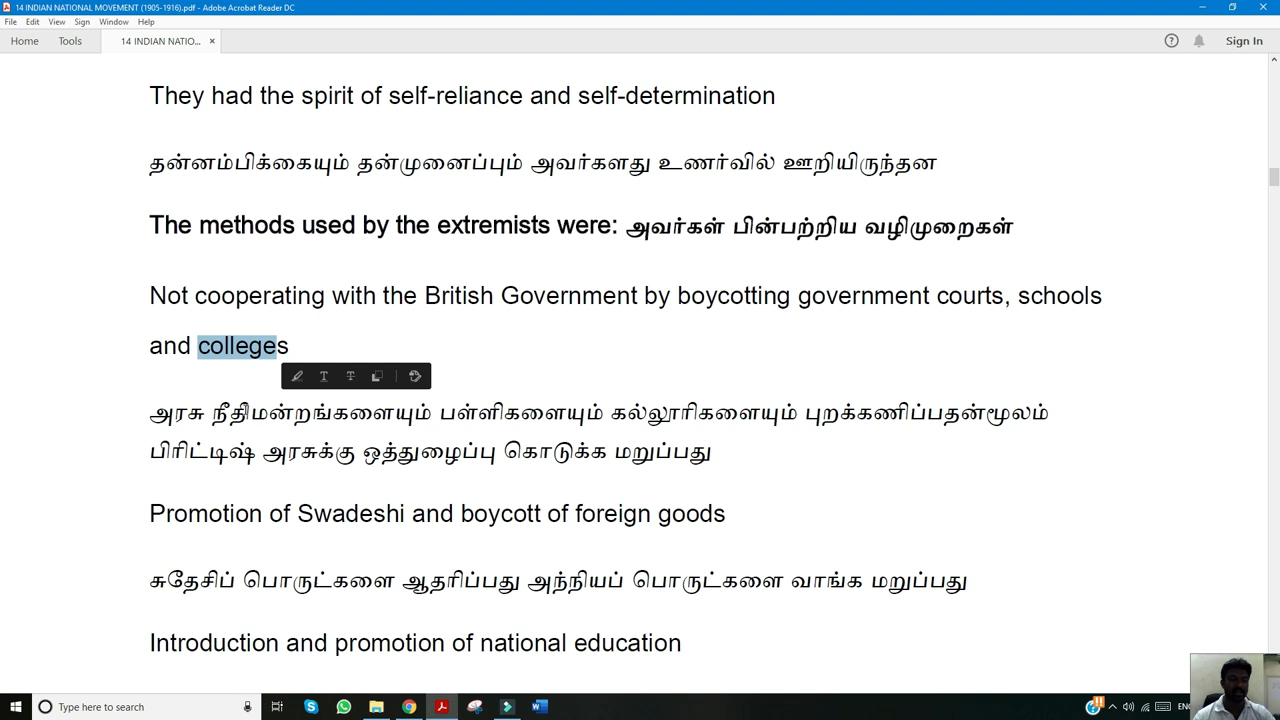 14 INDIAN NATIONAL MOVEMENT (1905-1916).pdf - Adobe Acrobat Reader DC
File Edit View Sign Window Help
Home Tools 14 INDIAN NATIO... × Sign In
They had the spirit of self-reliance and self-determination
தன்னம்பிக்கையும் தன்முனைப்பும் அவர்களது உணர்வில் ஊறியிருந்தன
The methods used by the extremists were: அவர்கள் பின்பற்றிய வழிமுறைகள்
Not cooperating with the British Government by boycotting government courts, schools
and colleges
அரசு நீதிமன்றங்களையும் பள்ளிகளையும் கல்லூரிகளையும் புறக்கணிப்பதன்மூலம்
பிரிட்டிஷ் அரசுக்கு ஒத்துழைப்பு கொடுக்க மறுப்பது
Promotion of Swadeshi and boycott of foreign goods
சுதேசிப் பொருட்களை ஆதரிப்பது அந்நியப் பொருட்களை வாங்க மறுப்பது
Introduction and promotion of national education
Type here to search ENG